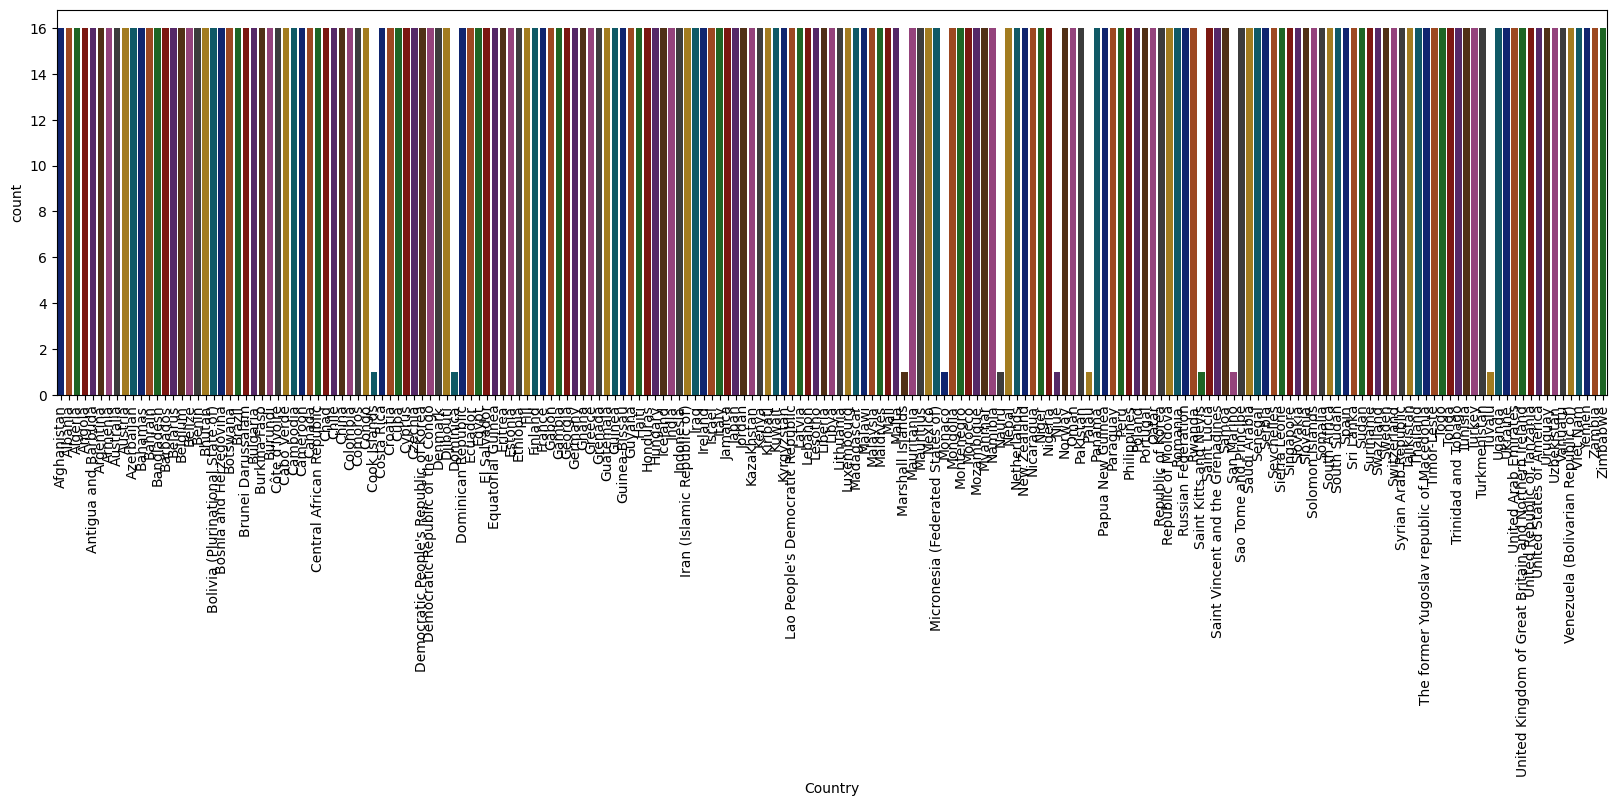 16
14
12
10
8
6
4
2
0
count
Afghanistan
Albania
Algeria
Angola
Antigua and Barbuda
Argentina
Armenia
Australia
Austria
Azerbaijan
Bahamas
Bahrain
Bangladesh
Barbados
Belarus
Belgium
Belize
Benin
Bhutan
Bolivia (Plurinational State of)
Bosnia and Herzegovina
Botswana
Brazil
Brunei Darussalam
Bulgaria
Burkina Faso
Burundi
Côte d'Ivoire
Cabo Verde
Cambodia
Cameroon
Canada
Central African Republic
Chad
Chile
China
Colombia
Comoros
Congo
Cook Islands
Costa Rica
Croatia
Cuba
Cyprus
Czechia
Democratic People's Republic of Korea
Democratic Republic of the Congo
Denmark
Djibouti
Dominica
Dominican Republic
Ecuador
Egypt
El Salvador
Equatorial Guinea
Eritrea
Estonia
Ethiopia
Fiji
Finland
France
Gabon
Gambia
Georgia
Germany
Ghana
Greece
Grenada
Guatemala
Guinea
Guinea-Bissau
Guyana
Haiti
Honduras
Hungary
Iceland
India
Indonesia
Iran (Islamic Republic of)
Iraq
Ireland
Israel
Italy
Jamaica
Japan
Jordan
Kazakhstan
Kenya
Kiribati
Kuwait
Kyrgyzstan
Lao People's Democratic Republic
Latvia
Lebanon
Lesotho
Liberia
Libya
Lithuania
Luxembourg
Madagascar
Malawi
Malaysia
Maldives
Mali
Malta
Marshall Islands
Mauritania
Mauritius
Mexico
Micronesia (Federated States of)
Monaco
Mongolia
Montenegro
Morocco
Mozambique
Myanmar
Namibia
Nauru
Nepal
Netherlands
New Zealand
Nicaragua
Niger
Nigeria
Niue
Norway
Oman
Pakistan
Palau
Panama
Papua New Guinea
Paraguay
Peru
Philippines
Poland
Portugal
Qatar
Republic of Korea
Republic of Moldova
Romania
Russian Federation
Rwanda
Saint Kitts and Nevis
Saint Lucia
Saint Vincent and the Grenadines
Samoa
San Marino
Sao Tome and Principe
Saudi Arabia
Senegal
Serbia
Seychelles
Sierra Leone
Singapore
Slovakia
Slovenia
Solomon Islands
Somalia
South Africa
South Sudan
Spain
Sri Lanka
Sudan
Suriname
Swaziland
Sweden
Switzerland
Syrian Arab Republic
Tajikistan
Thailand
The former Yugoslav republic of Macedonia
Timor-Leste
Togo
Tonga
Trinidad and Tobago
Tunisia
Turkey
Turkmenistan
Tuvalu
Uganda
Ukraine
United Arab Emirates
United Kingdom of Great Britain and Northern Ireland
United Republic of Tanzania
United States of America
Uruguay
Uzbekistan
Vanuatu
Venezuela (Bolivarian Republic of)
Viet Nam
Yemen
Zambia
Zimbabwe
Country